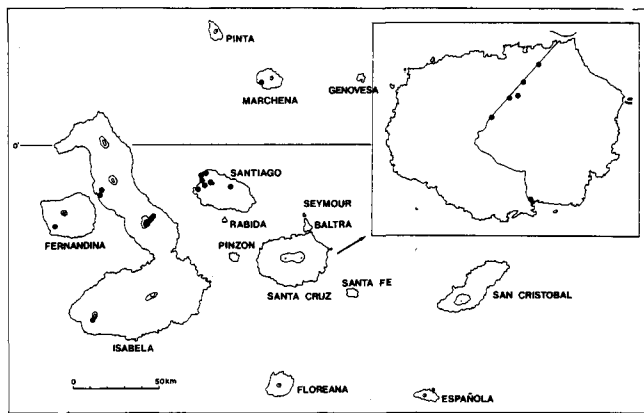 PINTA
MARCHENA
GENOVESA
0°
SANTIAGO
SEYMOUR
RABIDA
BALTRA
FERNANDINA
PINZON
SANTA CRUZ
SANTA FE
SAN CRISTOBAL
ISABELA
0
50km
FLOREANA
ESPAÑOLA